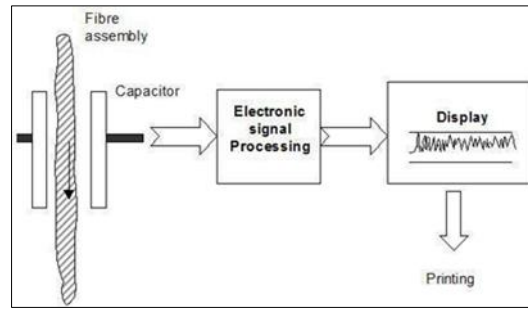 Fibre
assembly
Capacitor
Electronic
signal
Processing
Display
Printing